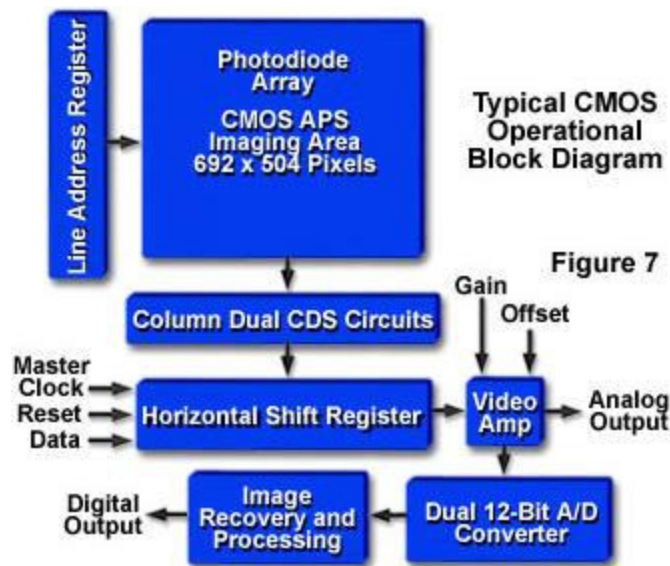 Line Address Register
Photodiode
Array
CMOS APS
Imaging Area
692 x 504 Pixels
Typical CMOS
Operational
Block Diagram
Figure 7
Column Dual CDS Circuits
Gain
Offset
Master
Clock
Reset
Data
Horizontal Shift Register
Video
Amp
Analog
Output
Digital
Output
Image
Recovery and
Processing
Dual 12-Bit A/D
Converter